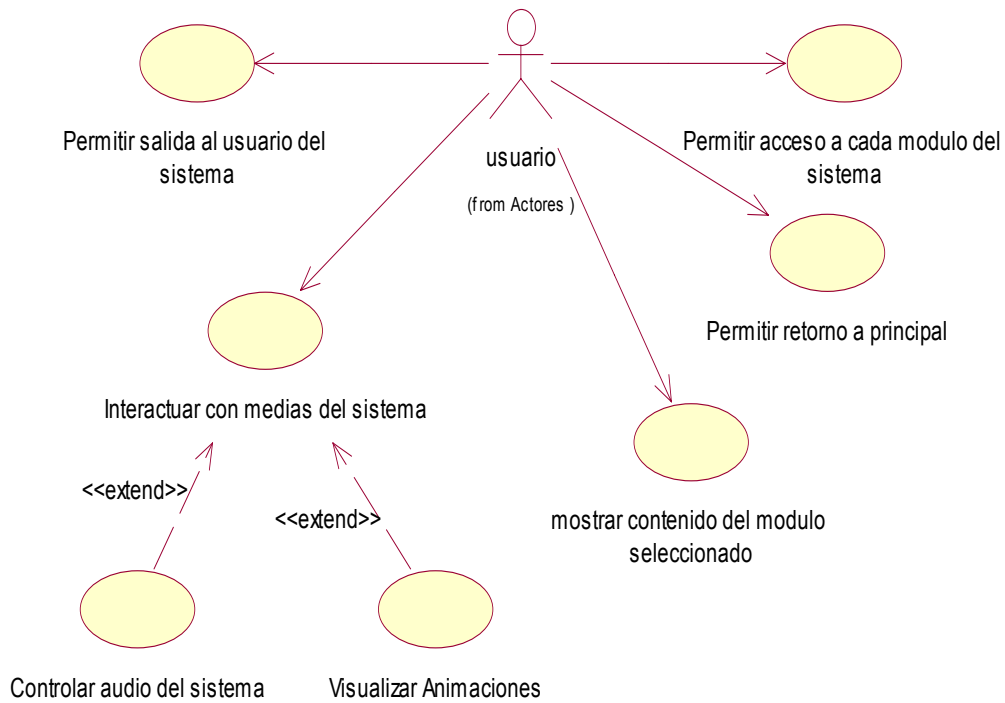 Permitir salida al usuario del
sistema
usuario
(from Actores )
Permitir acceso a cada modulo del
sistema
Permitir retorno a principal
Interactuar con medias del sistema
<<extend>>
<<extend>>
mostrar contenido del modulo
seleccionado
Controlar audio del sistema
Visualizar Animaciones